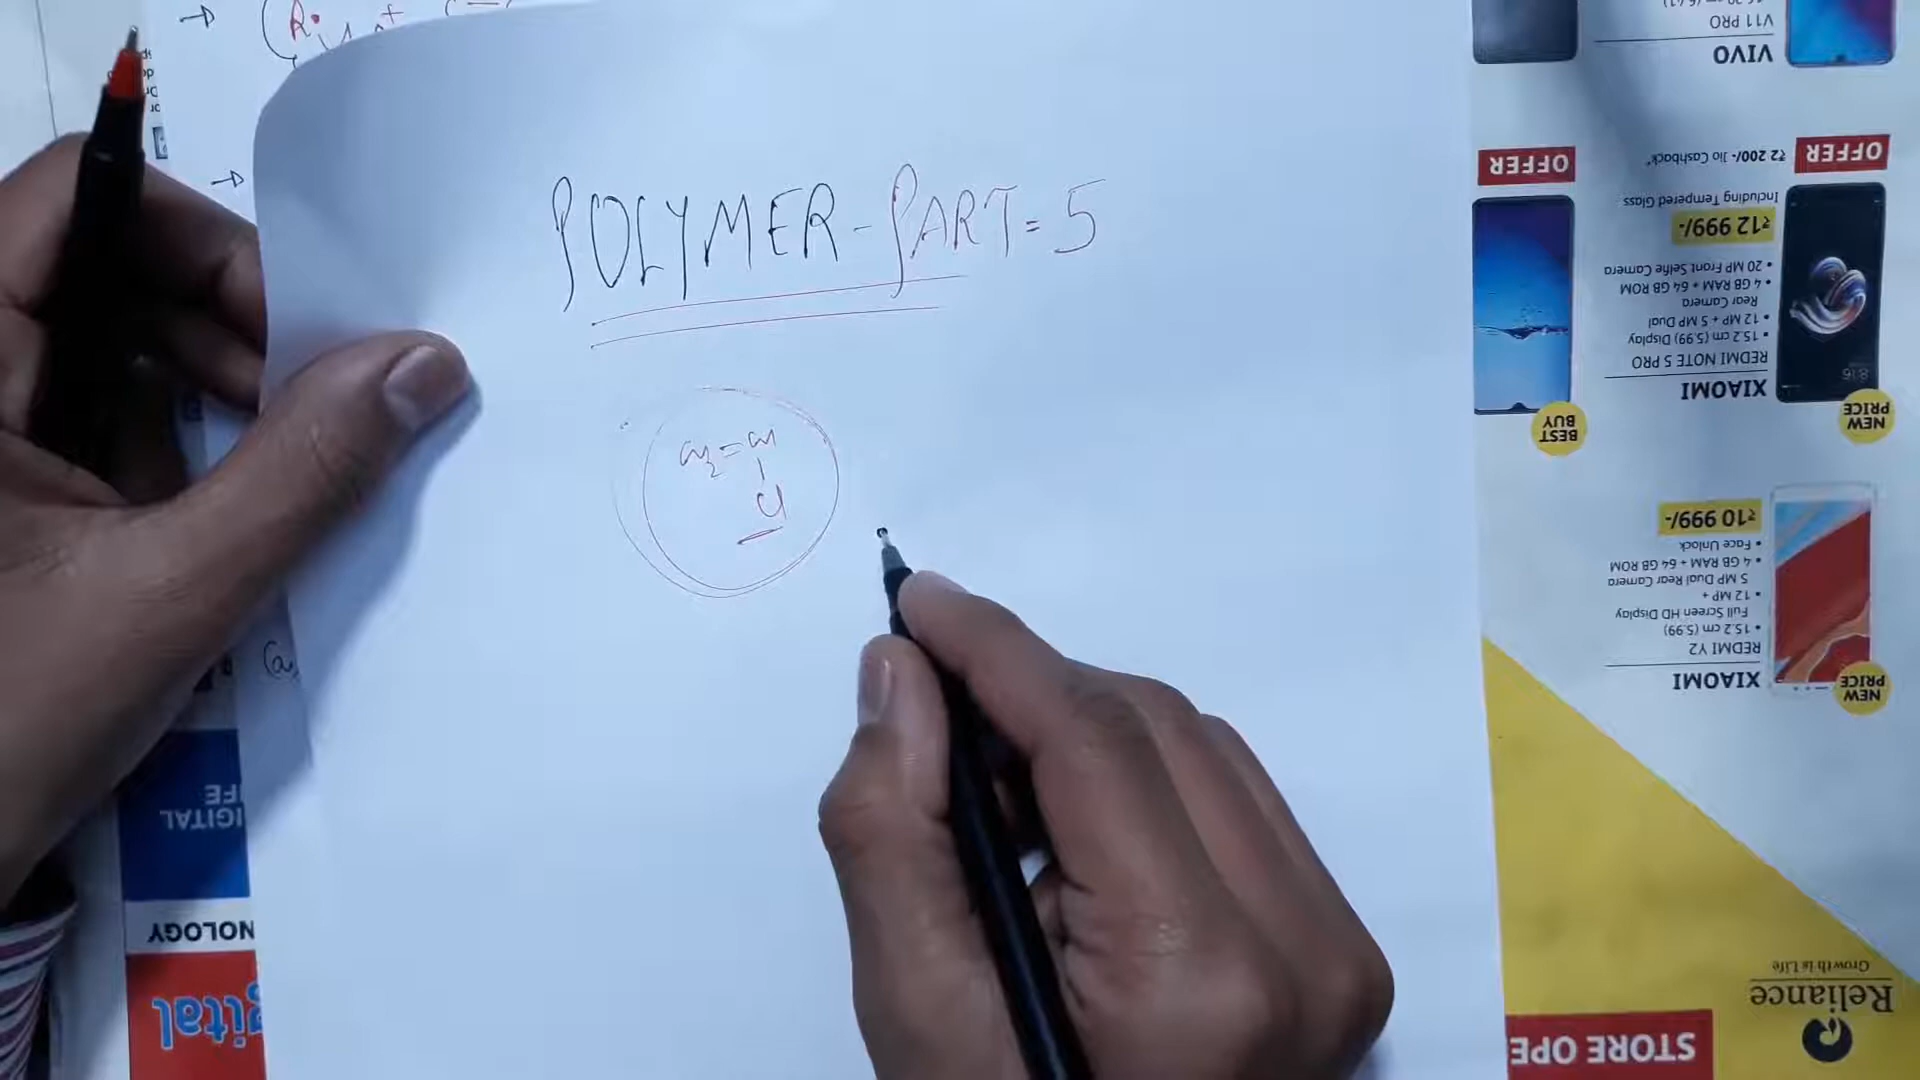 POLYMER - PART = 5
CH2 = CH
Cl
VIVO
V11 PRO
OFFER
OFFER
₹2 200/- Jio Cashback*
Including Tempered Glass
₹12 999/-
• 20 MP Front Selfie Camera
• 4 GB RAM + 64 GB ROM
Rear Camera
• 12 MP + 5 MP Dual
• 15.2 cm (5.99) Display
REDMI NOTE 5 PRO
XIAOMI
NEW PRICE
BEST BUY
₹10 999/-
• Face Unlock
• 4 GB RAM + 64 GB ROM
5 MP Dual Rear Camera
• 12 MP +
Full Screen HD Display
• 15.2 cm (5.99)
REDMI Y2
XIAOMI
NEW PRICE
Reliance
Growth is Life
STORE OPE
IGITAL
IFE
NOLOGY
gital